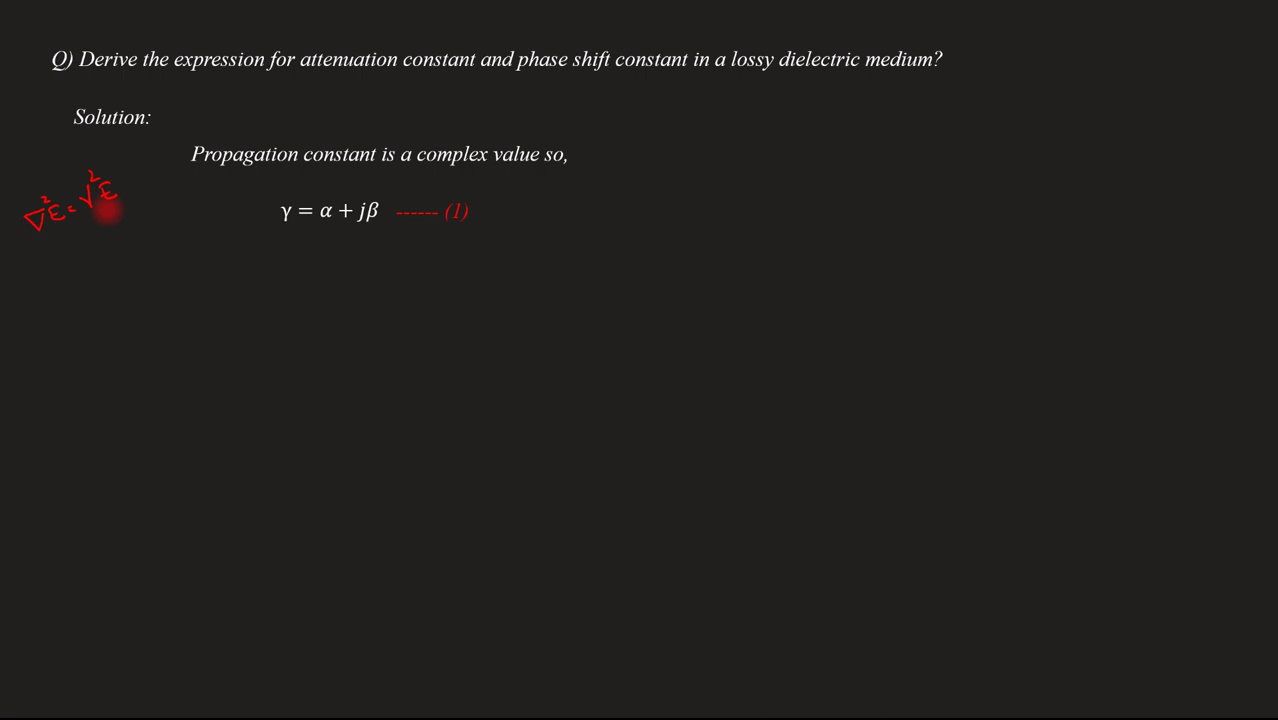 Q) Derive the expression for attenuation constant and phase shift constant in a lossy dielectric medium?
Solution:
Propagation constant is a complex value so,
∇²E = γ²E
γ = α + jβ ------ (1)